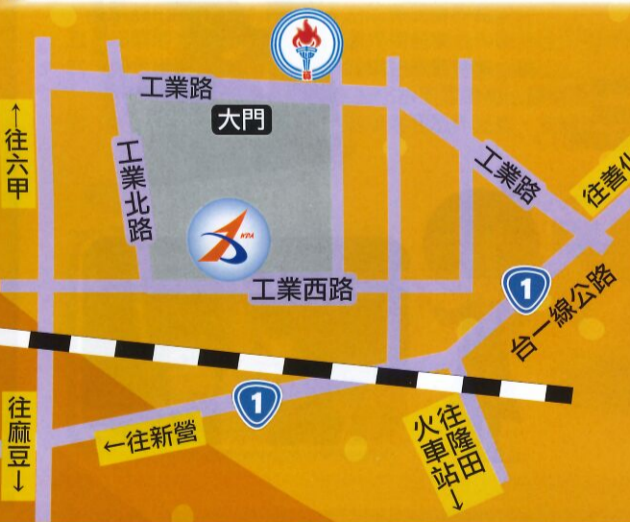 工業路
大門
↑往六甲
工業北路
工業路
往善化
NPA
工業西路
1
台一線公路
1
往麻豆↓
←往新營
往隆田
火車站↓